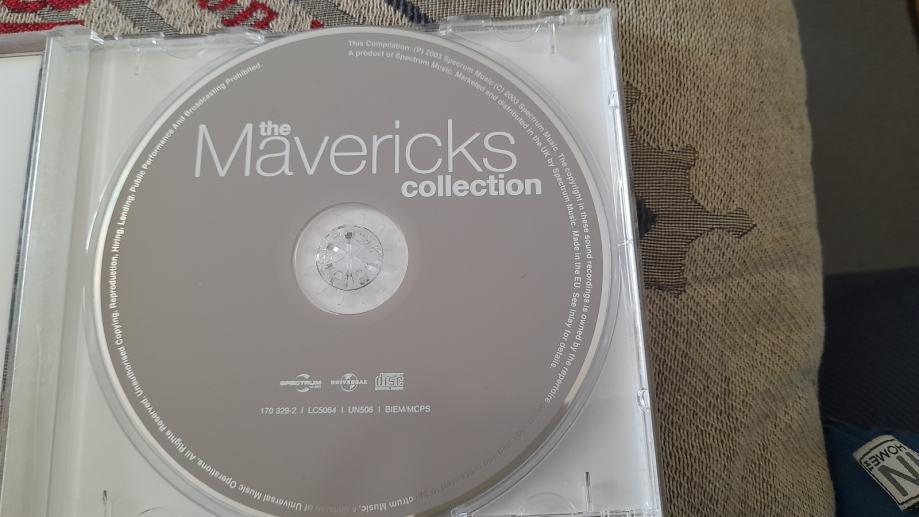 the
Mavericks
collection
This Compilation: (P) 2003 Spectrum Music (C) 2003 Spectrum Music. The copyright in these sound recordings is owned by the repertoire
A product of Spectrum Music. Marketed and distributed in the UK by Spectrum Music. Made in the EU. See inlay for details.
ctrum Music, a division of Universal Music Operations. All Rights Reserved. Unauthorised Copying, Reproduction, Hiring, Lending, Public Performance And Broadcasting Prohibited.
SPECTRUM
UNIVERSAL
disc
170 329-2 | LC5064 | UN506 | BIEM/MCPS
HOMES